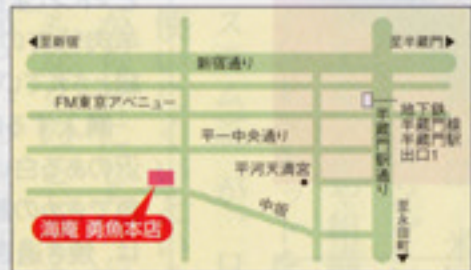 ◀至新宿
至半蔵門▶
新宿通り
FM東京アベニュー
平一中央通り
平河天満宮
中坂
半蔵門駅通り
地下鉄
半蔵門線
半蔵門駅
出口1
至永田町▼
海庵 勇魚本店